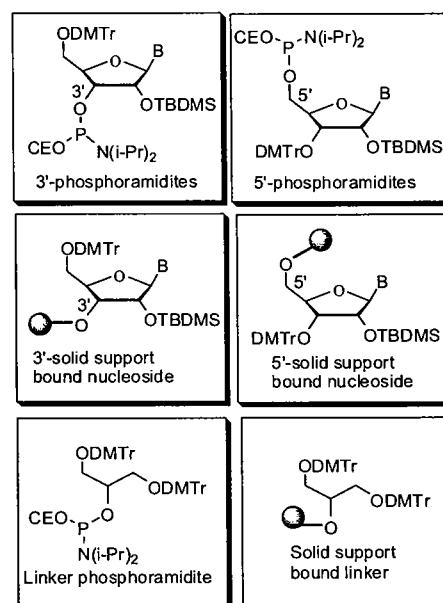 ODMTr
O B
3'
O OTBDMS
P
CEO N(i-Pr)2
3'-phosphoramidites
CEO N(i-Pr)2
P
O
5' O B
DMTrO OTBDMS
5'-phosphoramidites
ODMTr
O B
3'
O OTBDMS
3'-solid support
bound nucleoside
O
5'
O B
DMTrO OTBDMS
5'-solid support
bound nucleoside
ODMTr
ODMTr
CEO O
P
N(i-Pr)2
Linker phosphoramidite
ODMTr
ODMTr
O
Solid support
bound linker